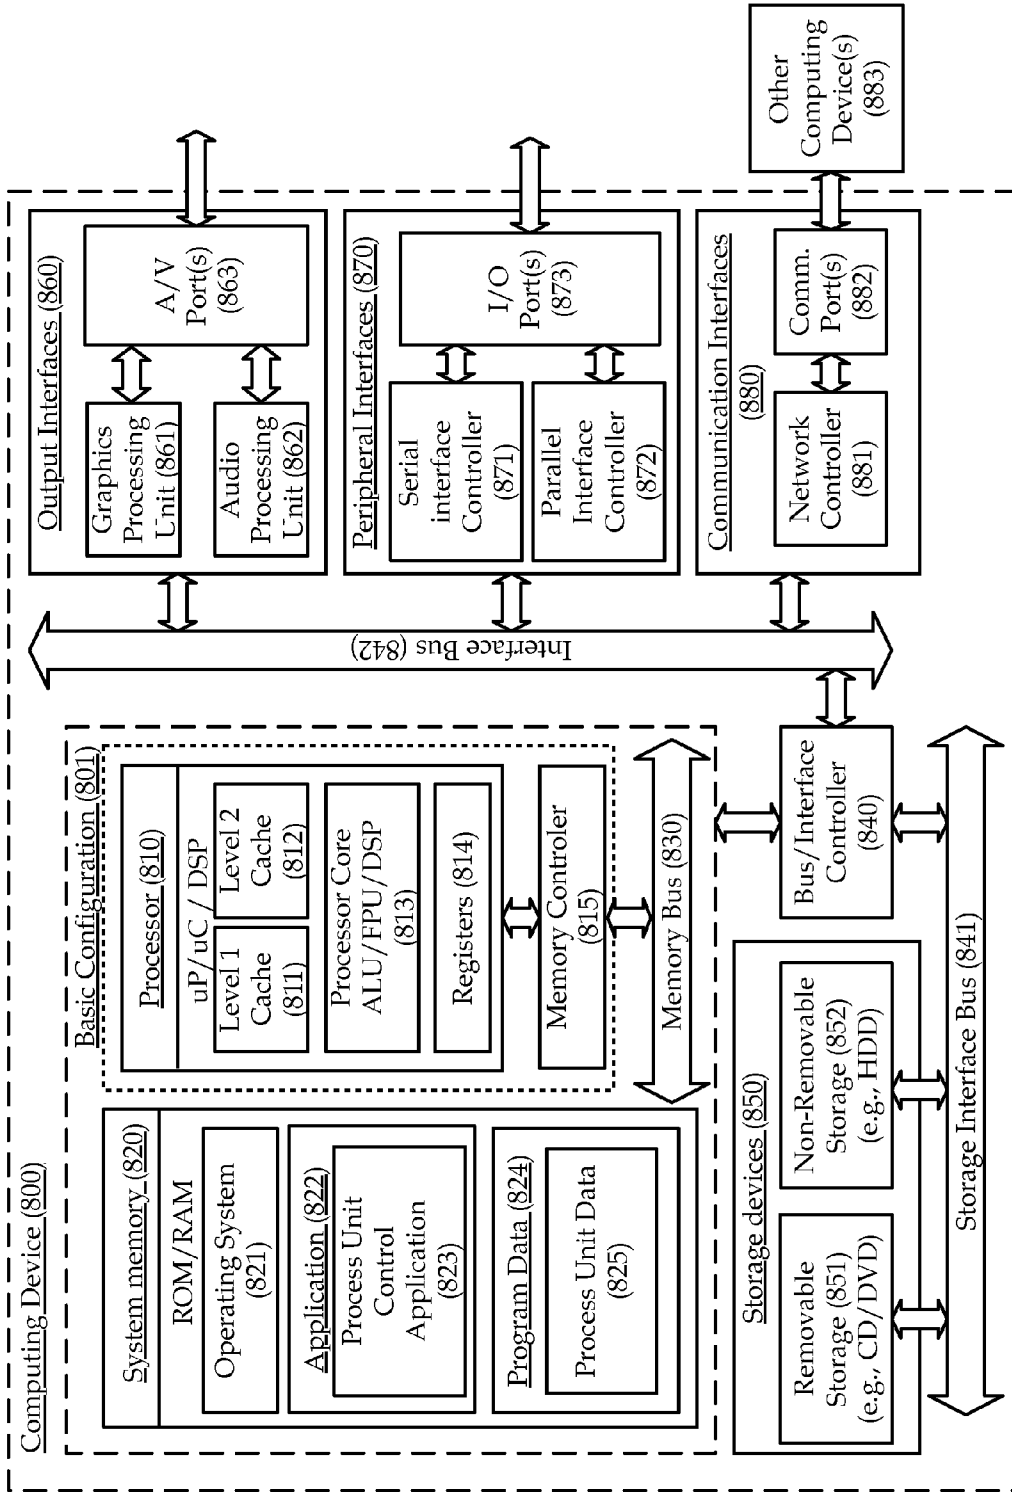 Computing Device (800)
Basic Configuration (801)
System memory (820)
ROM/RAM
Operating System
(821)
Application (822)
Process Unit
Control
Application
(823)
Program Data (824)
Process Unit Data
(825)
Processor (810)
uP/uC / DSP
Level 1
Cache
(811)
Level 2
Cache
(812)
Processor Core
ALU/FPU/DSP
(813)
Registers (814)
Memory Controler
(815)
Memory Bus (830)
Bus/Interface
Controller
(840)
Storage devices (850)
Removable
Storage (851)
(e.g., CD/DVD)
Non-Removable
Storage (852)
(e.g., HDD)
Storage Interface Bus (841)
Interface Bus (842)
Output Interfaces (860)
Graphics
Processing
Unit (861)
Audio
Processing
Unit (862)
A/V
Port(s)
(863)
Peripheral Interfaces (870)
Serial
interface
Controller
(871)
Parallel
Interface
Controller
(872)
I/O
Port(s)
(873)
Communication Interfaces
(880)
Network
Controller
(881)
Comm.
Port(s)
(882)
Other
Computing
Device(s)
(883)